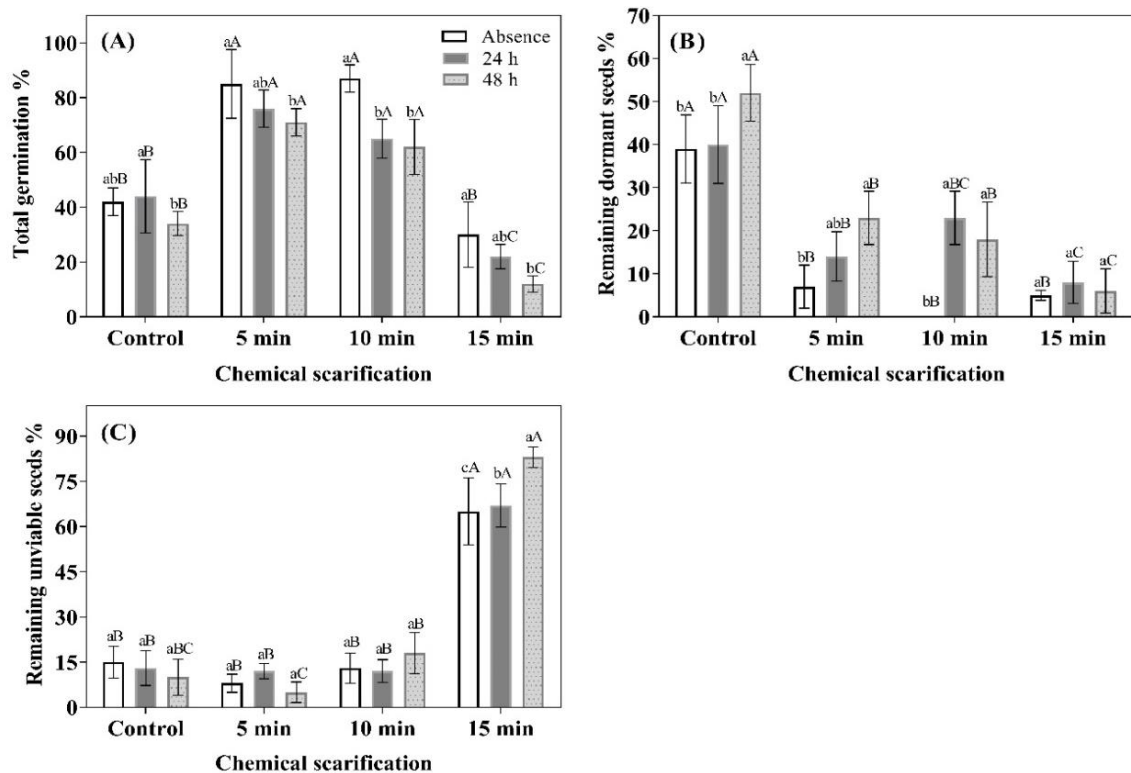 (A)
Absence
24 h
48 h
Total germination %
100
80
60
40
20
0
abB
aB
bB
aA
abA
bA
aA
bA
bA
aB
abC
bC
Control
5 min
10 min
15 min
Chemical scarification
(B)
Remaining dormant seeds %
70
60
50
40
30
20
10
0
bA
bA
aA
bB
abB
aB
bB
aBC
aB
aB
aC
aC
Control
5 min
10 min
15 min
Chemical scarification
(C)
Remaining unviable seeds %
90
75
60
45
30
15
0
aB
aB
aBC
aB
aB
aC
aB
aB
aB
cA
bA
aA
Control
5 min
10 min
15 min
Chemical scarification